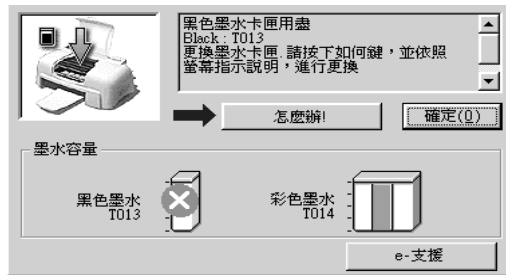 黑色墨水卡匣用盡
Black : T013
更換墨水卡匣. 請按下如何鍵，並依照
螢幕指示說明，進行更換
怎麼辦!
確定(O)
墨水容量
黑色墨水
T013
彩色墨水
T014
e-支援